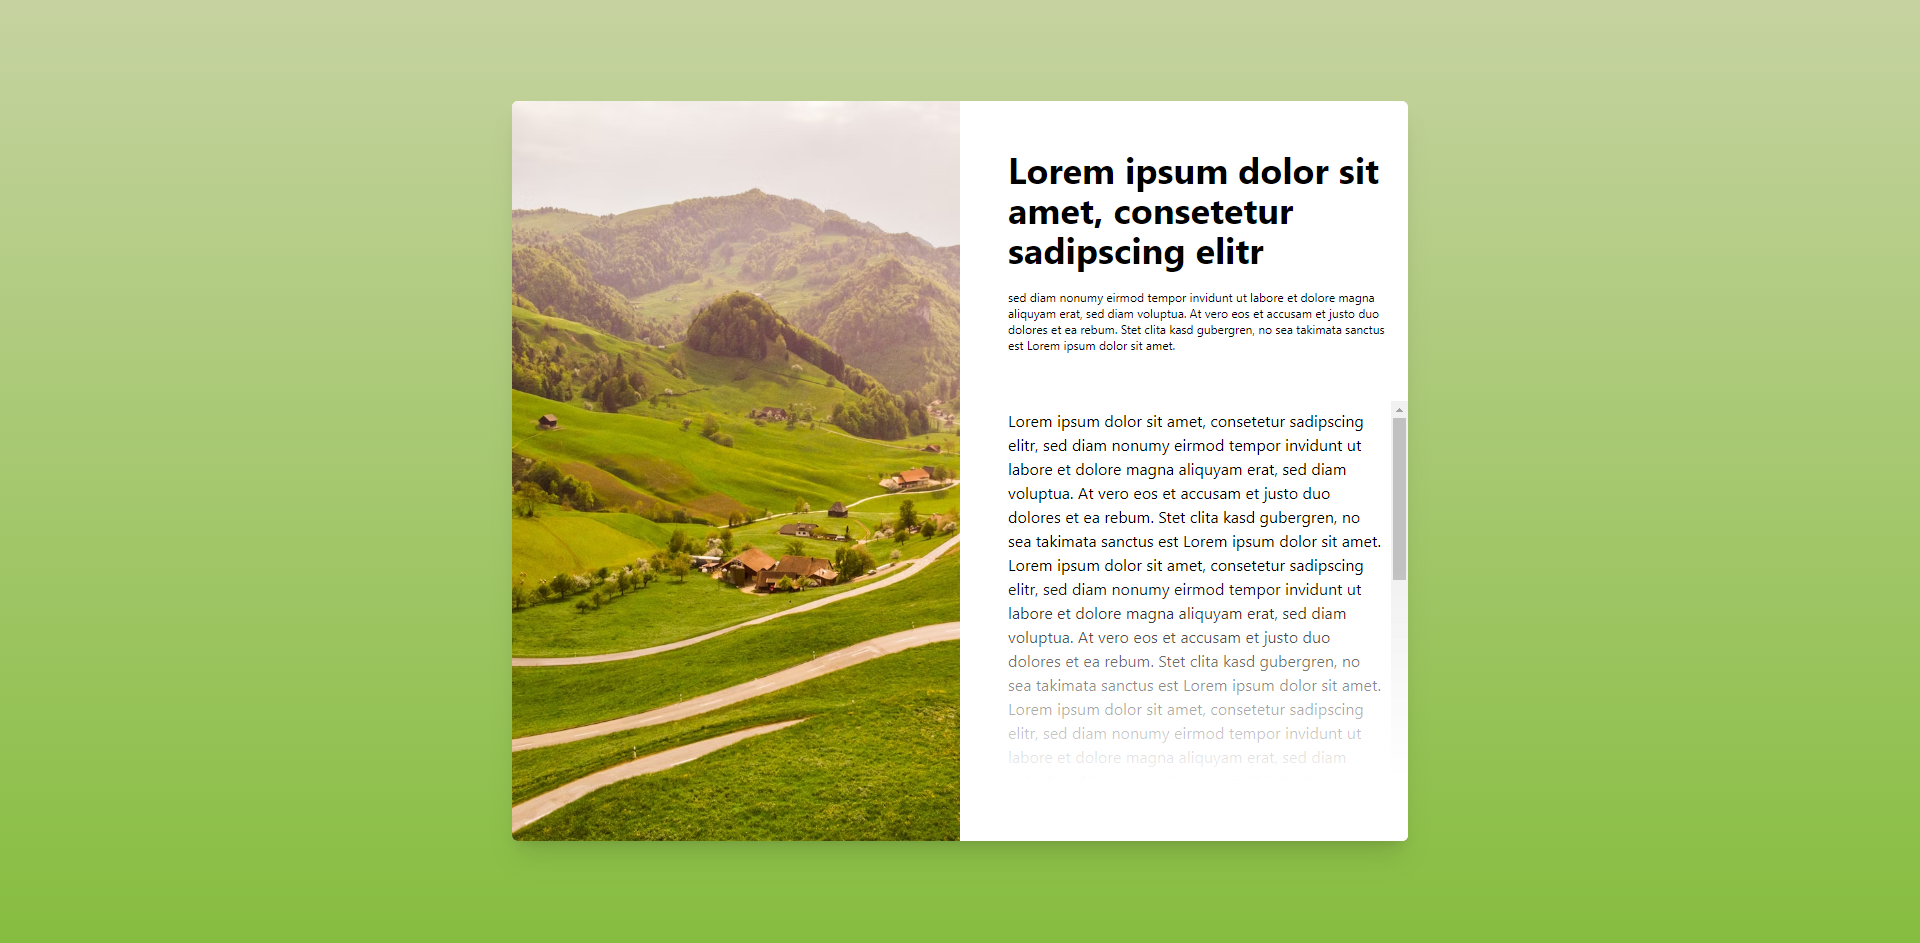 Lorem ipsum dolor sit
amet, consetetur
sadipscing elitr
sed diam nonumy eirmod tempor invidunt ut labore et dolore magna
aliquyam erat, sed diam voluptua. At vero eos et accusam et justo duo
dolores et ea rebum. Stet clita kasd gubergren, no sea takimata sanctus
est Lorem ipsum dolor sit amet.
Lorem ipsum dolor sit amet, consetetur sadipscing
elitr, sed diam nonumy eirmod tempor invidunt ut
labore et dolore magna aliquyam erat, sed diam
voluptua. At vero eos et accusam et justo duo
dolores et ea rebum. Stet clita kasd gubergren, no
sea takimata sanctus est Lorem ipsum dolor sit amet.
Lorem ipsum dolor sit amet, consetetur sadipscing
elitr, sed diam nonumy eirmod tempor invidunt ut
labore et dolore magna aliquyam erat, sed diam
voluptua. At vero eos et accusam et justo duo
dolores et ea rebum. Stet clita kasd gubergren, no
sea takimata sanctus est Lorem ipsum dolor sit amet.
Lorem ipsum dolor sit amet, consetetur sadipscing
elitr, sed diam nonumy eirmod tempor invidunt ut
labore et dolore magna aliquyam erat, sed diam